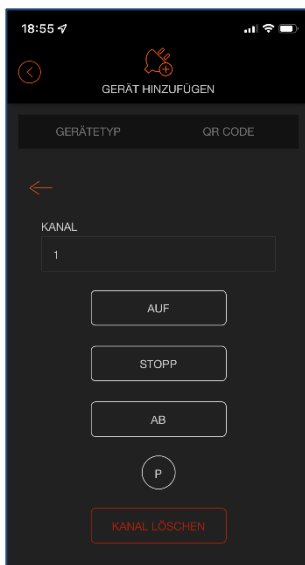 18:55
GERÄT HINZUFÜGEN
GERÄTETYP QR CODE
KANAL
1
AUF
STOPP
AB
P
KANAL LÖSCHEN